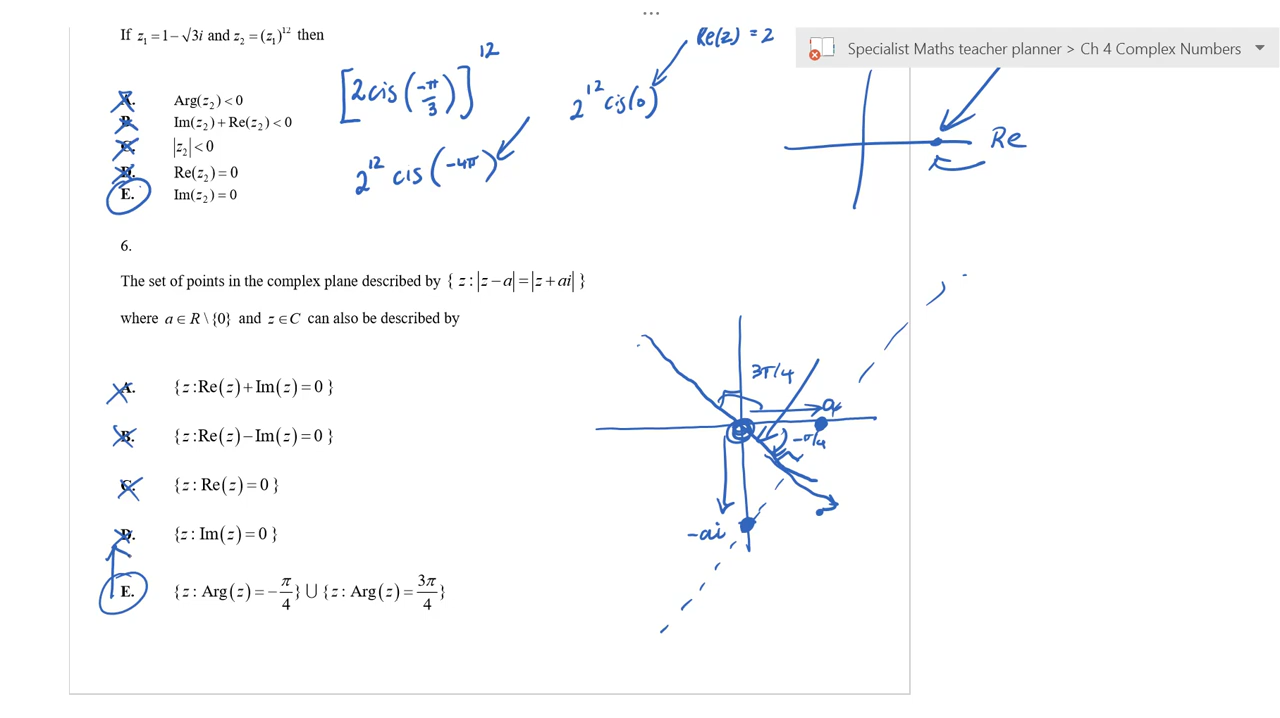 ...
Specialist Maths teacher planner > Ch 4 Complex Numbers
If z₁ = 1 − √3i and z₂ = (z₁)¹² then
A. Arg(z₂) < 0
B. Im(z₂) + Re(z₂) < 0
C. |z₂| < 0
D. Re(z₂) = 0
E. Im(z₂) = 0
[2cis(-π/3)]¹²
2¹² cis(-4π)
2¹² cis(0)
Re(z) = 2
Re
6.
The set of points in the complex plane described by { z : |z − a| = |z + ai| }
where a ∈ R \ {0} and z ∈ C can also be described by
A. {z : Re(z) + Im(z) = 0 }
B. {z : Re(z) − Im(z) = 0 }
C. {z : Re(z) = 0 }
D. {z : Im(z) = 0 }
E. {z : Arg(z) = −π/4} ∪ {z : Arg(z) = 3π/4}
3π/4
a
-π/4
-ai